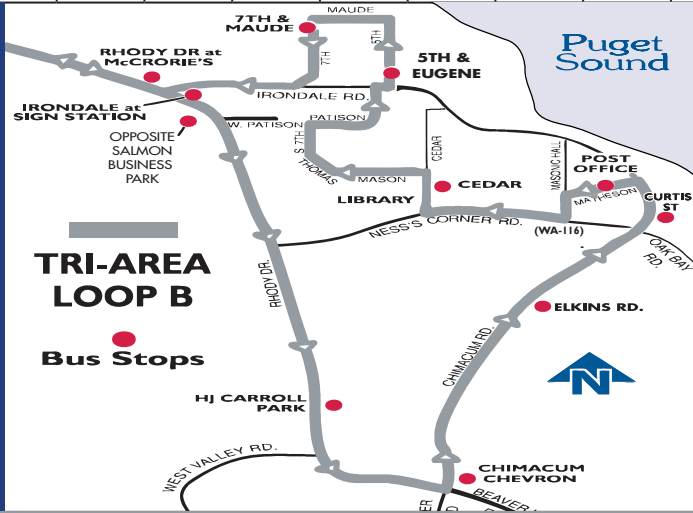 MAUDE
7TH &
MAUDE
7TH
5TH
Puget
Sound
RHODY DR at
McCRORIE'S
5TH &
EUGENE
IRONDALE RD.
IRONDALE at
SIGN STATION
W. PATISON
PATISON
OPPOSITE
SALMON
BUSINESS
PARK
S 7TH
THOMAS
MASON
CEDAR
CEDAR
LIBRARY
MASONIC HALL
POST
OFFICE
MATHESON
CURTIS
ST
NESS'S CORNER RD.
(WA-116)
OAK BAY
RD.
TRI-AREA
LOOP B
RHODY DR.
Bus Stops
ELKINS RD.
CHIMACUM RD.
N
HJ CARROLL
PARK
WEST VALLEY RD.
CHIMACUM
CHEVRON
BEAVER